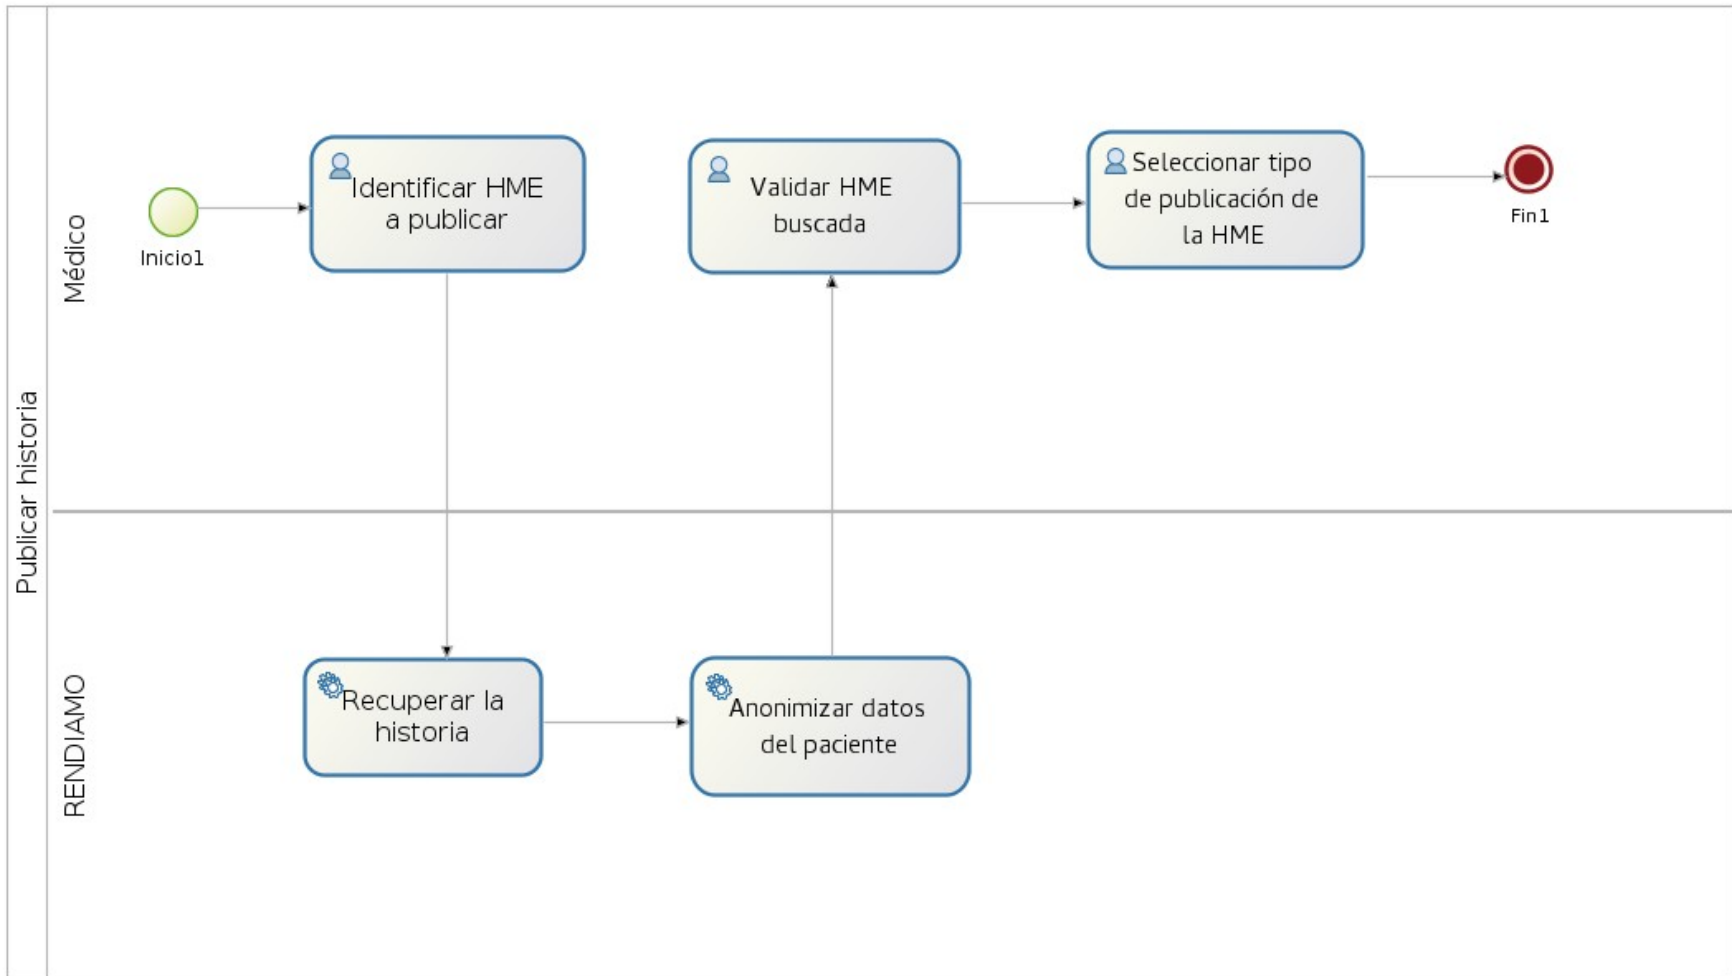 Publicar historia
Médico
Inicio1
Identificar HME
a publicar
Validar HME
buscada
Seleccionar tipo
de publicación de
la HME
Fin1
RENDIAMO
Recuperar la
historia
Anonimizar datos
del paciente